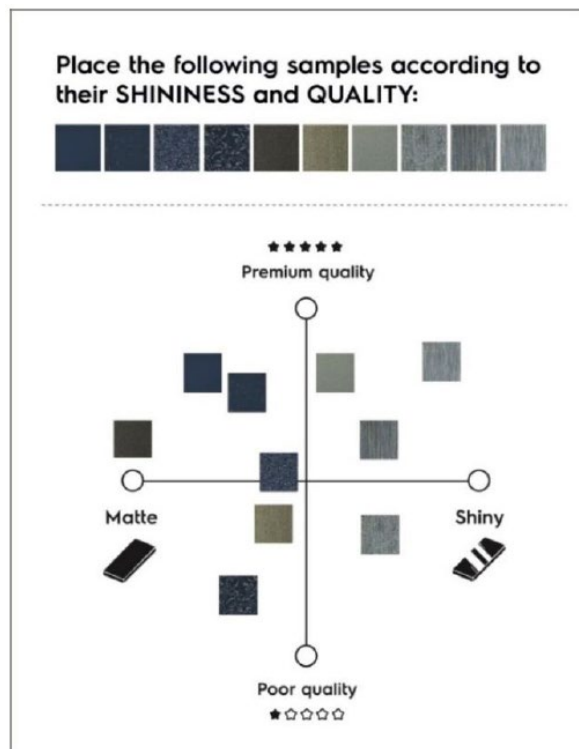 Place the following samples according to
their SHININESS and QUALITY:
★★★★★
Premium quality
Matte
Shiny
Poor quality
★☆☆☆☆